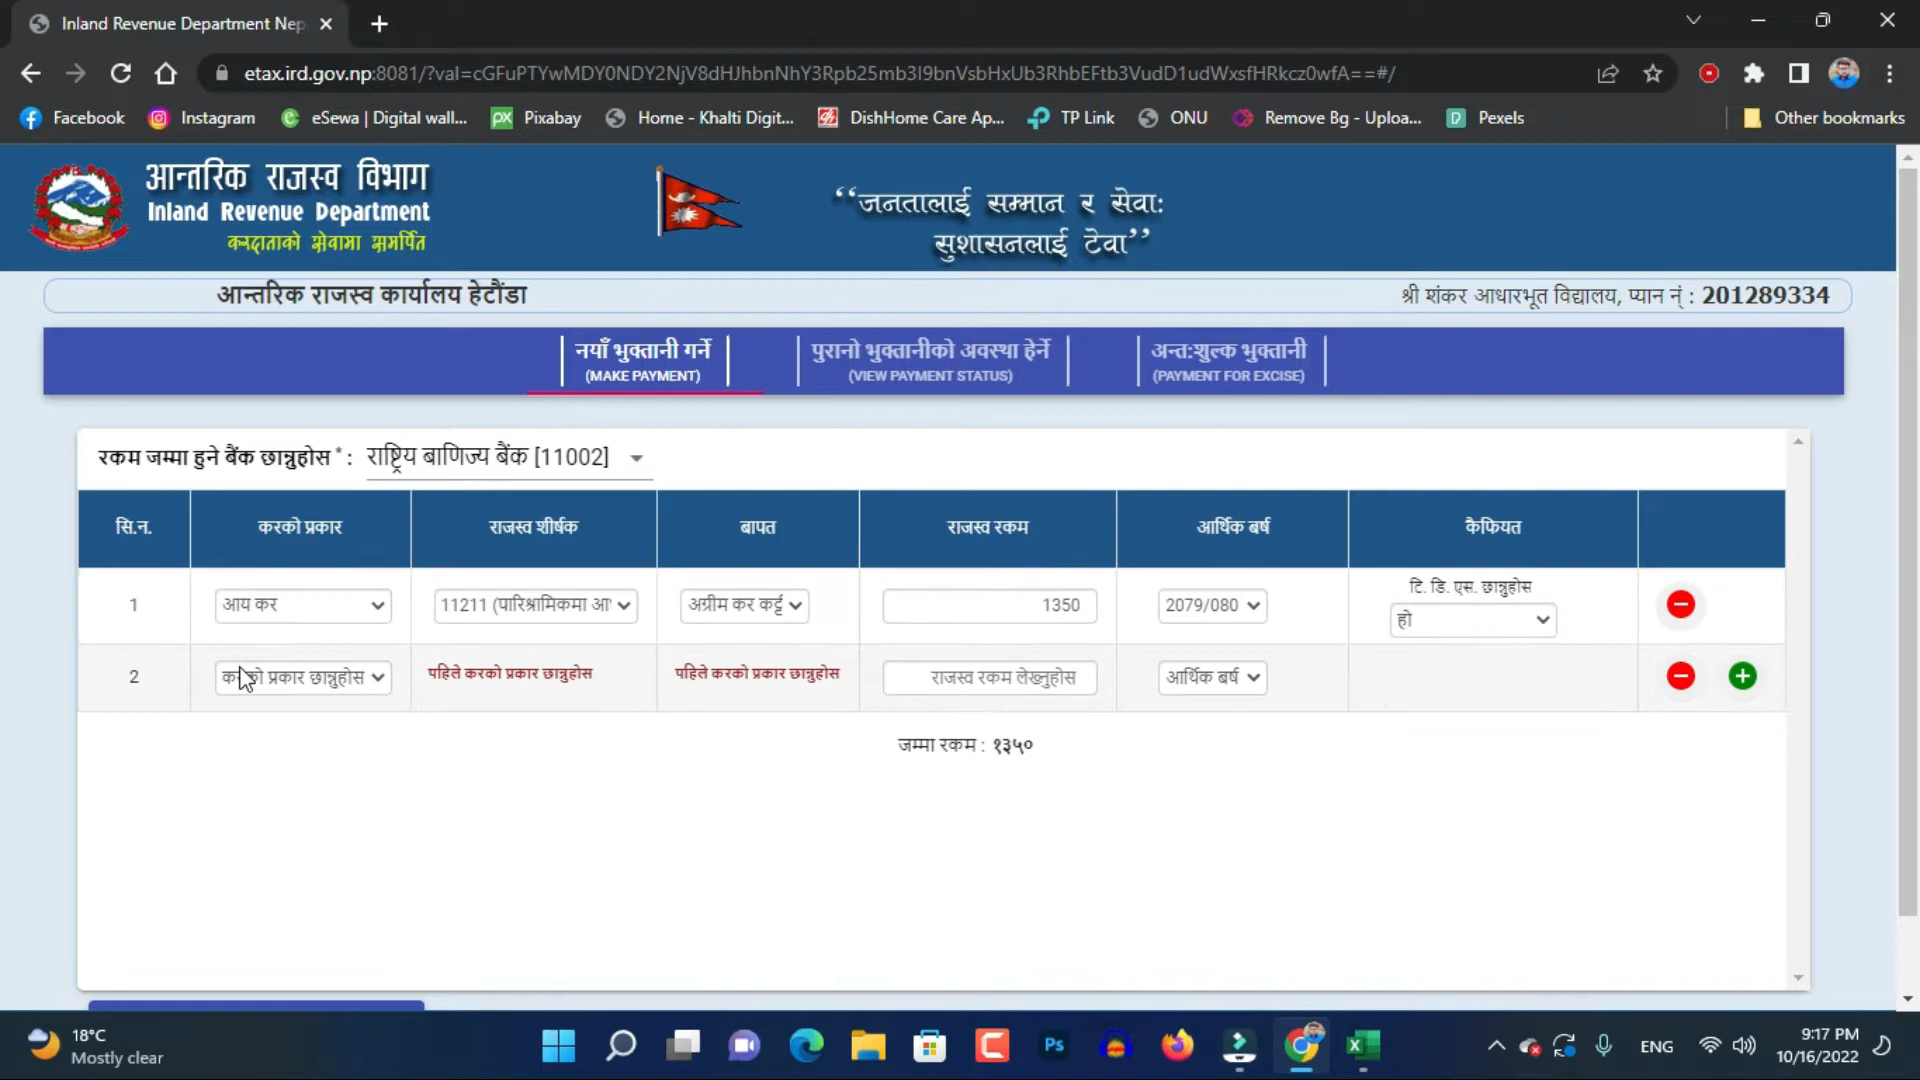 Inland Revenue Department Nep
etax.ird.gov.np:8081/?val=cGFuPTYwMDY0NDY2NjV8dHJhbnNhY3Rpb25mb3I9bnVsbHxUb3RhbEFtb3VudD1udWxsfHRkcz0wfA==#/
Facebook Instagram eSewa | Digital wall... Pixabay Home - Khalti Digit... DishHome Care Ap... TP Link ONU Remove Bg - Uploa... Pexels Other bookmarks
आन्तरिक राजस्व विभाग
Inland Revenue Department
करदाताको सेवामा समर्पित
‘‘जनतालाई सम्मान र सेवाः
सुशासनलाई टेवा’’
आन्तरिक राजस्व कार्यालय हेटौंडा
श्री शंकर आधारभूत विद्यालय, प्यान नं : 201289334
नयाँ भुक्तानी गर्ने
(MAKE PAYMENT)
पुरानो भुक्तानीको अवस्था हेर्ने
(VIEW PAYMENT STATUS)
अन्त:शुल्क भुक्तानी
(PAYMENT FOR EXCISE)
रकम जम्मा हुने बैंक छान्नुहोस * : राष्ट्रिय बाणिज्य बैंक [11002]
सि.न. करको प्रकार राजस्व शीर्षक बापत राजस्व रकम आर्थिक बर्ष कैफियत
टि. डि. एस. छान्नुहोस
1 आय कर 11211 (पारिश्रामिकमा आ अग्रीम कर कर्ट्ट 1350 2079/080 हो
2 करको प्रकार छान्नुहोस पहिले करको प्रकार छान्नुहोस पहिले करको प्रकार छान्नुहोस राजस्व रकम लेख्नुहोस आर्थिक बर्ष
जम्मा रकम : १३५०
18°C
Mostly clear
Ps
ENG
9:17 PM
10/16/2022